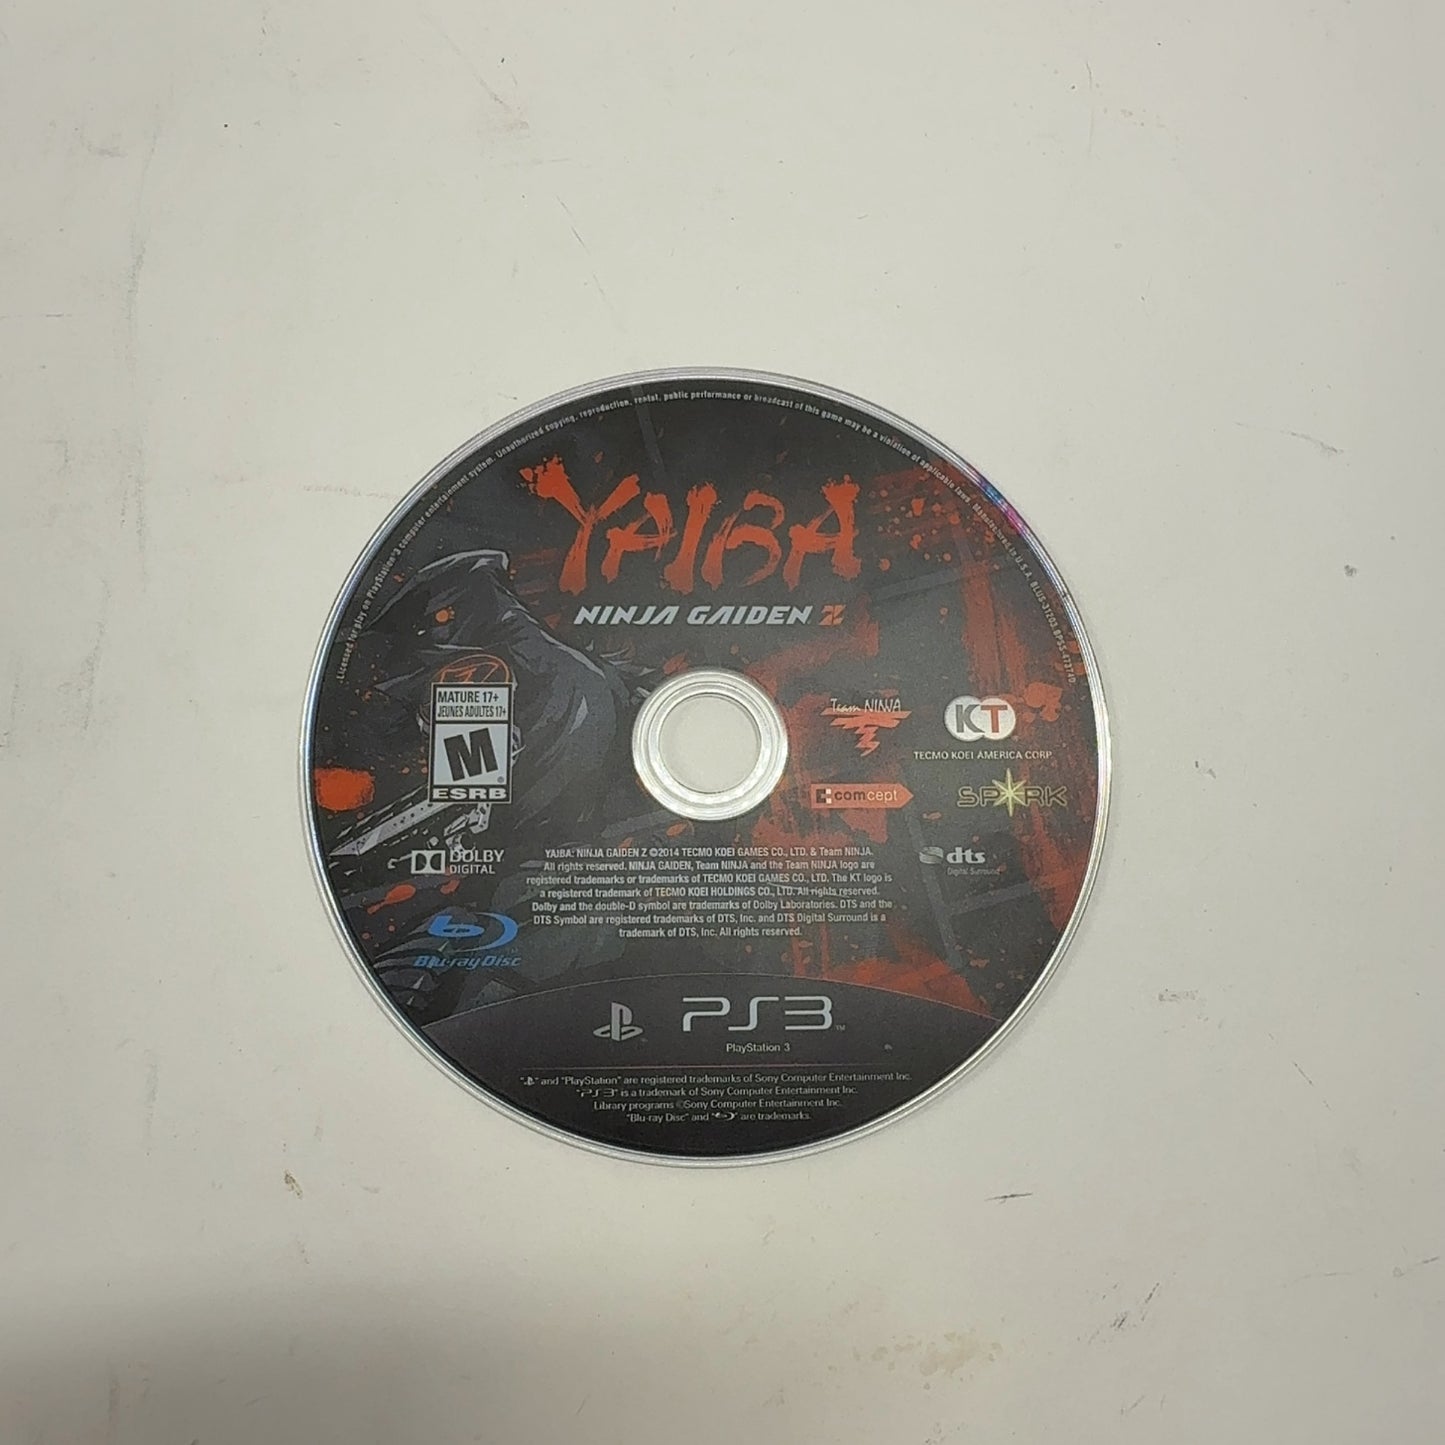 Licensed for play on PlayStation®3 computer entertainment system. Unauthorized copying, reproduction, rental, public performance or broadcast of this game may be a violation of applicable laws. Manufactured in U.S.A. BLUS-31203 BPSS-47374D
YAIBA
NINJA GAIDEN Z
MATURE 17+
JEUNES ADULTES 17+
M
®
ESRB
Team NINJA
KT
TECMO KOEI AMERICA CORP.
comcept
SPARK
DOLBY
DIGITAL
dts
Digital Surround
Blu-ray Disc
YAIBA: NINJA GAIDEN Z ©2014 TECMO KOEI GAMES CO., LTD. & Team NINJA.
All rights reserved. NINJA GAIDEN, Team NINJA and the Team NINJA logo are
registered trademarks or trademarks of TECMO KOEI GAMES CO., LTD. The KT logo is
a registered trademark of TECMO KOEI HOLDINGS CO., LTD. All rights reserved.
Dolby and the double-D symbol are trademarks of Dolby Laboratories. DTS and the
DTS Symbol are registered trademarks of DTS, Inc. and DTS Digital Surround is a
trademark of DTS, Inc. All rights reserved.
PS3™
PlayStation 3
"PS" and "PlayStation" are registered trademarks of Sony Computer Entertainment Inc.
"PS3" is a trademark of Sony Computer Entertainment Inc.
Library programs ©Sony Computer Entertainment Inc.
"Blu-ray Disc" and "b" are trademarks.